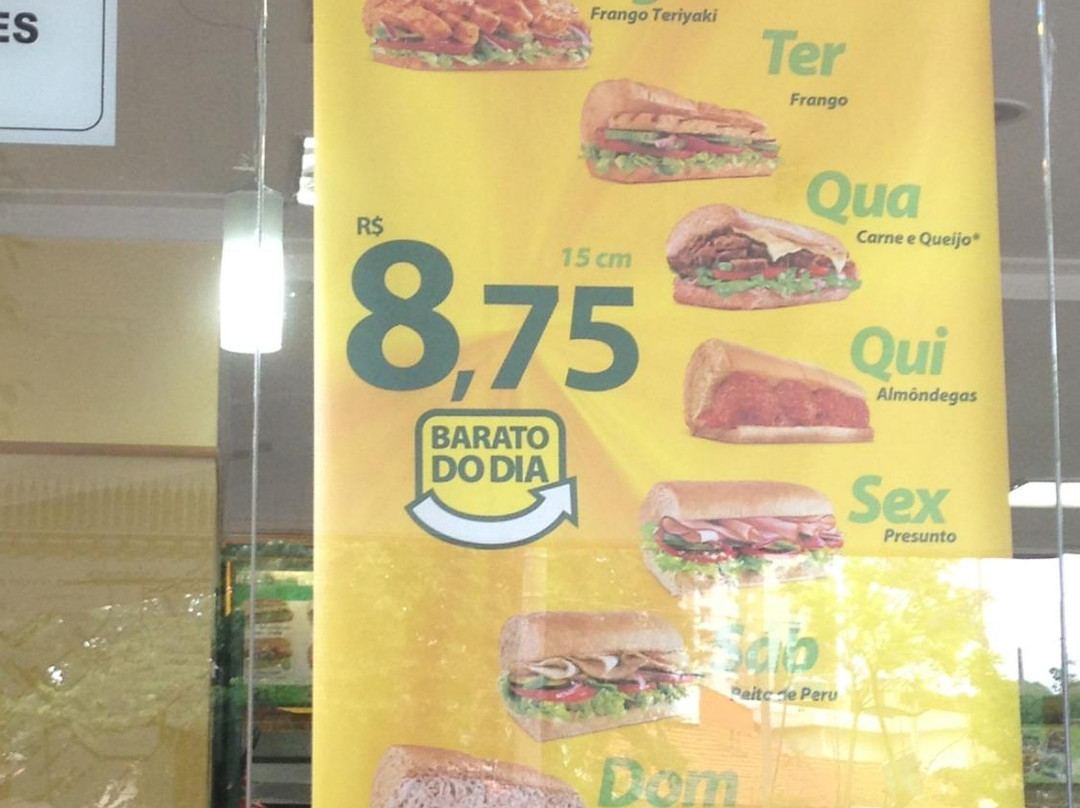 ES
Frango Teriyaki
Ter
Frango
Qua
Carne e Queijo*
R$
8,75
15 cm
Qui
Almôndegas
BARATO
DO DIA
Sex
Presunto
Sab
Peito de Peru
Dom